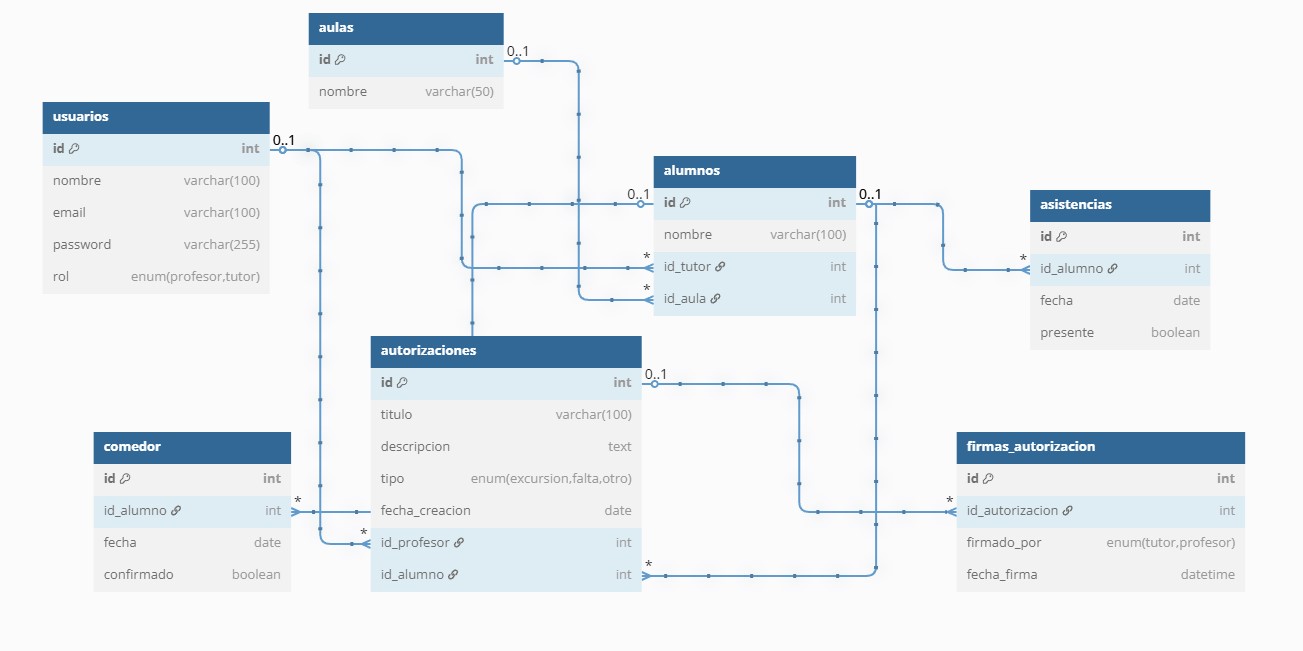 aulas
id int
nombre varchar(50)
0..1
usuarios
id int
nombre varchar(100)
email varchar(100)
password varchar(255)
rol enum(profesor,tutor)
0..1
alumnos
id int
nombre varchar(100)
id_tutor int
id_aula int
0..1
0..1
*
*
asistencias
id int
id_alumno int
fecha date
presente boolean
*
autorizaciones
id int
titulo varchar(100)
descripcion text
tipo enum(excursion,falta,otro)
fecha_creacion date
id_profesor int
id_alumno int
0..1
*
*
comedor
id int
id_alumno int
fecha date
confirmado boolean
*
firmas_autorizacion
id int
id_autorizacion int
firmado_por enum(tutor,profesor)
fecha_firma datetime
*